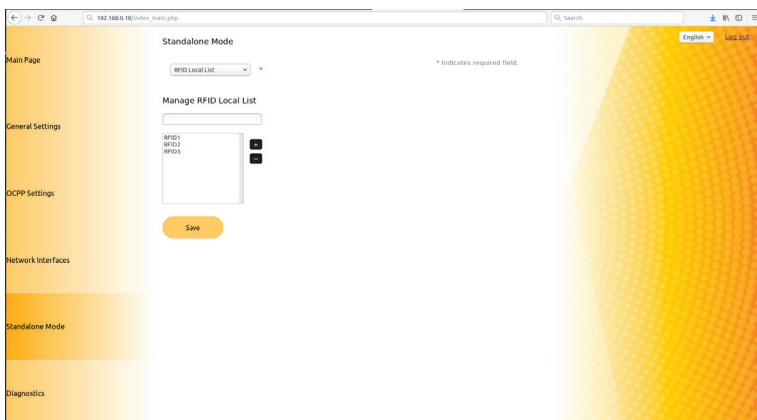 192.168.0.10/index_main.php
Search
English
Log out
Standalone Mode
Main Page
RFID Local List
*
* Indicates required field.
Manage RFID Local List
General Settings
RFID1
RFID2
RFID3
+
−
OCPP Settings
Save
Network Interfaces
Standalone Mode
Diagnostics